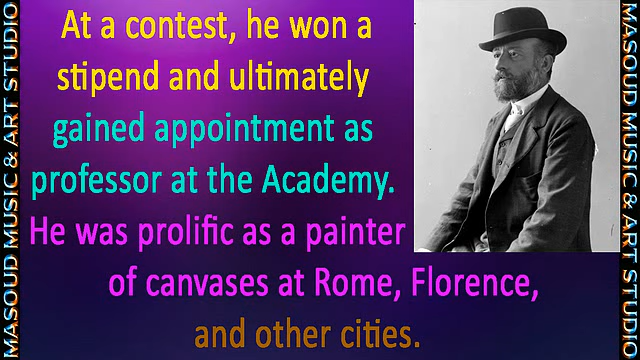 MASOUD MUSIC & ART STUDIO
At a contest, he won a
stipend and ultimately
gained appointment as
professor at the Academy.
He was prolific as a painter
of canvases at Rome, Florence,
and other cities.
MASOUD MUSIC & ART STUDIO